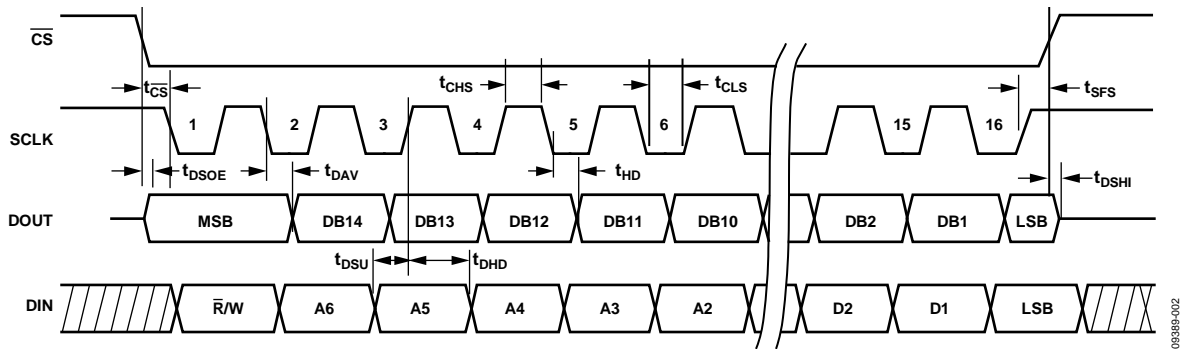 CS
tCS
tCHS
tCLS
tSFS
SCLK
1 2 3 4 5 6 15 16
tDSOE
tDAV
tHD
tDSHI
DOUT
MSB DB14 DB13 DB12 DB11 DB10 DB2 DB1 LSB
tDSU
tDHD
DIN
R/W A6 A5 A4 A3 A2 D2 D1 LSB
09389-002